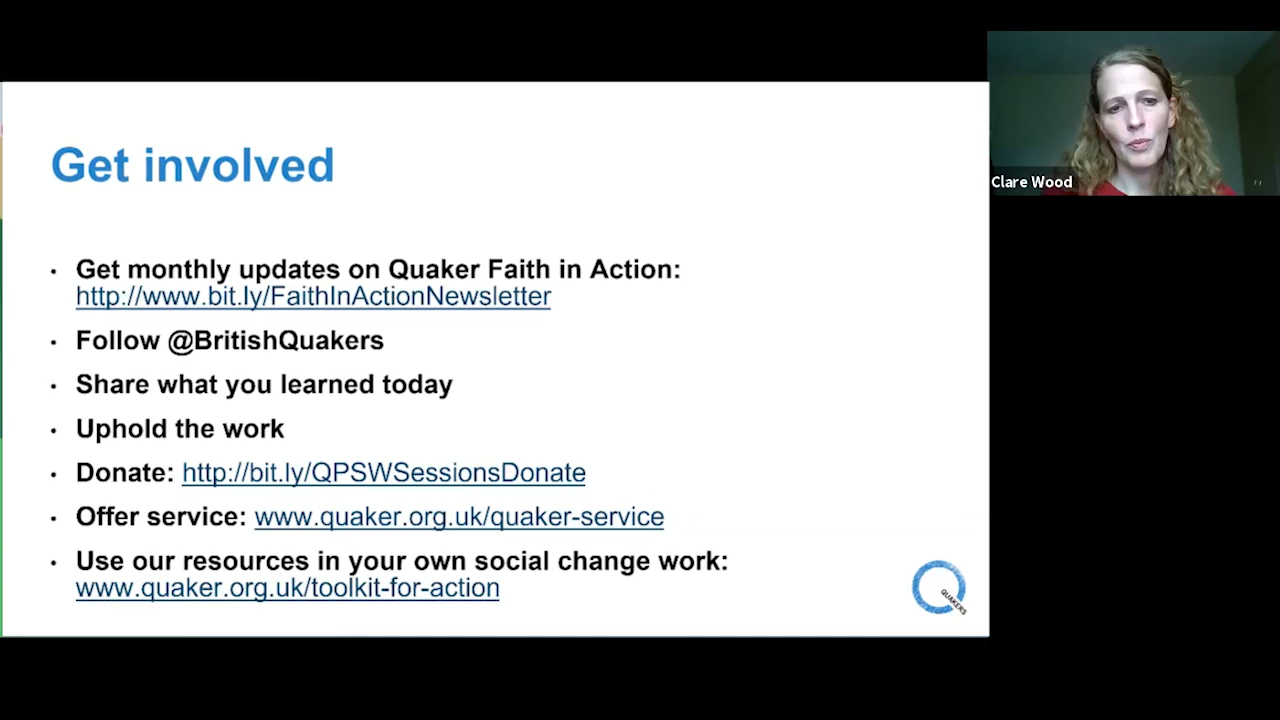 Get involved
• Get monthly updates on Quaker Faith in Action:
http://www.bit.ly/FaithInActionNewsletter
• Follow @BritishQuakers
• Share what you learned today
• Uphold the work
• Donate: http://bit.ly/QPSWSessionsDonate
• Offer service: www.quaker.org.uk/quaker-service
• Use our resources in your own social change work:
www.quaker.org.uk/toolkit-for-action
QUAKERS
Clare Wood